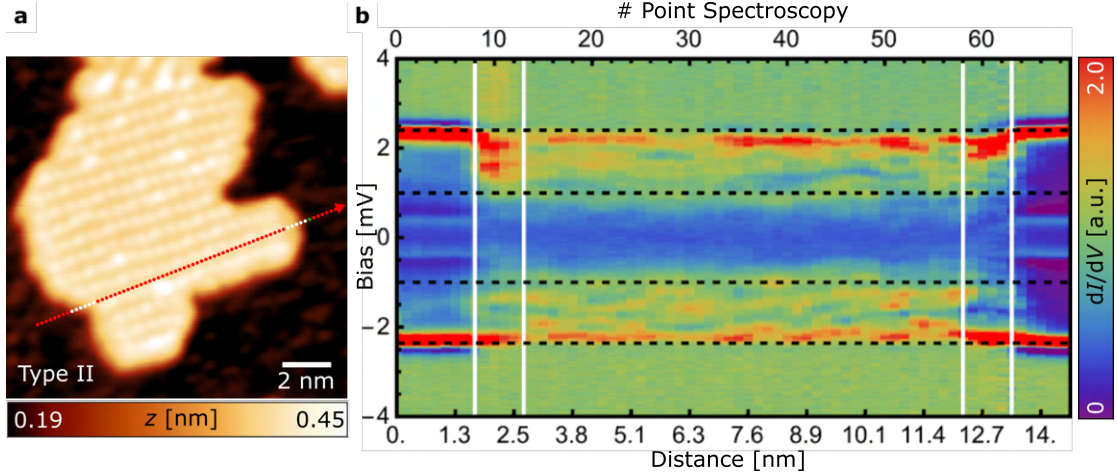 a
Type II
2 nm
0.19 z [nm] 0.45
b
# Point Spectroscopy
0 10 20 30 40 50 60
4
2
0
−2
−4
Bias [mV]
0. 1.3 2.5 3.8 5.1 6.3 7.6 8.9 10.1 11.4 12.7 14.
Distance [nm]
2.0
dI/dV [a.u.]
0